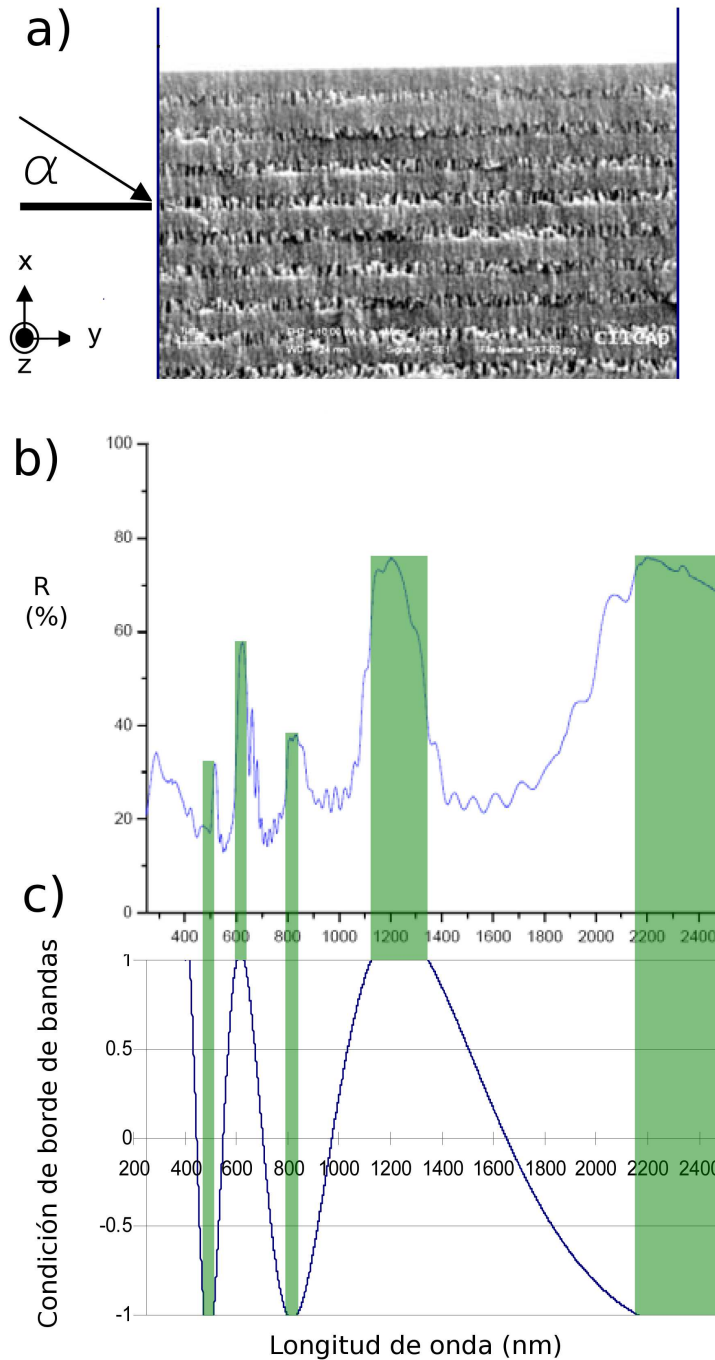 a)
α
x
y
z
CIICAp
b)
100
80
R
(%)
60
40
20
0
400 600 800 1000 1200 1400 1600 1800 2000 2200 2400
c)
Condición de borde de bandas
1
0.5
0
200 400 600 800 1000 1200 1400 1600 1800 2000 2200 2400
-0.5
-1
Longitud de onda (nm)